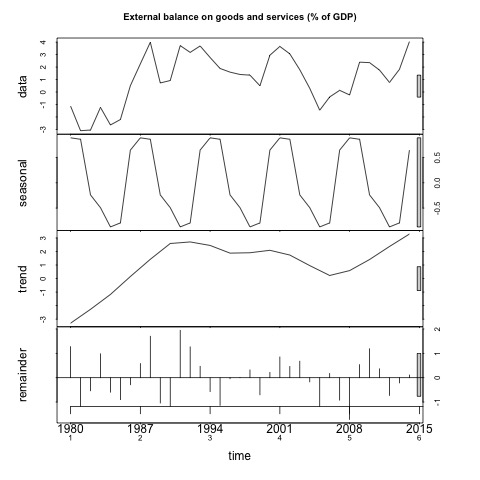 External balance on goods and services (% of GDP)
data
-3 -1 0 1 2 3 4
seasonal
-0.5 0.0 0.5
trend
-3 -1 0 1 2 3
remainder
-1 0 1 2
1980 1987 1994 2001 2008 2015
1 2 3 4 5 6
time